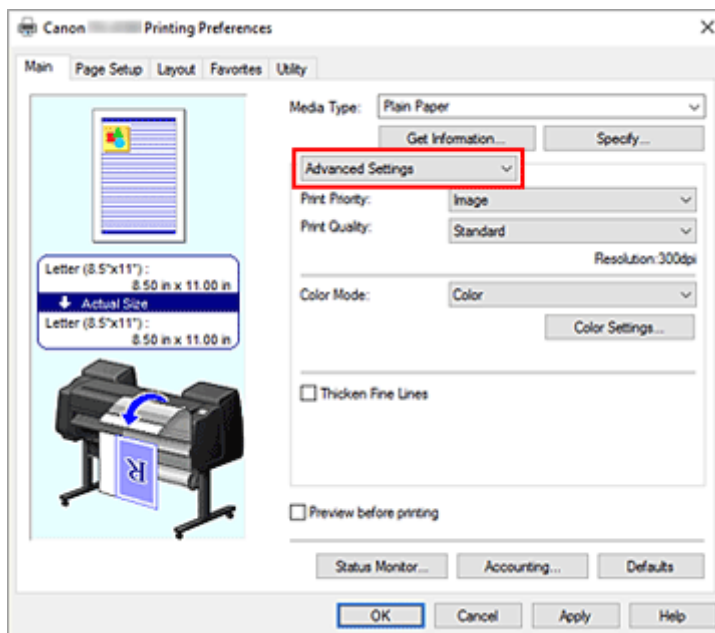 Canon Printing Preferences
Main Page Setup Layout Favorites Utility
Media Type: Plain Paper
Get Information... Specify...
Advanced Settings
Print Priority: Image
Print Quality: Standard
Resolution:300dpi
Color Mode: Color
Color Settings...
Thicken Fine Lines
Letter (8.5"x11") :
8.50 in x 11.00 in
Actual Size
Letter (8.5"x11") :
8.50 in x 11.00 in
R
Preview before printing
Status Monitor... Accounting... Defaults
OK Cancel Apply Help